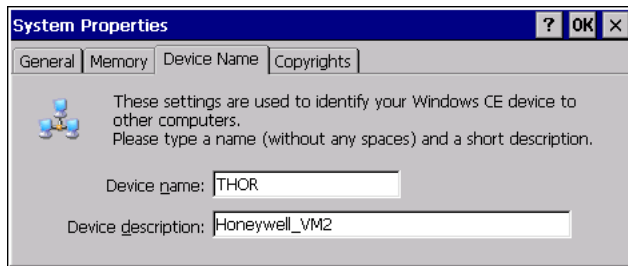 System Properties ? OK ×
General Memory Device Name Copyrights
These settings are used to identify your Windows CE device to
other computers.
Please type a name (without any spaces) and a short description.
Device name: THOR
Device description: Honeywell_VM2